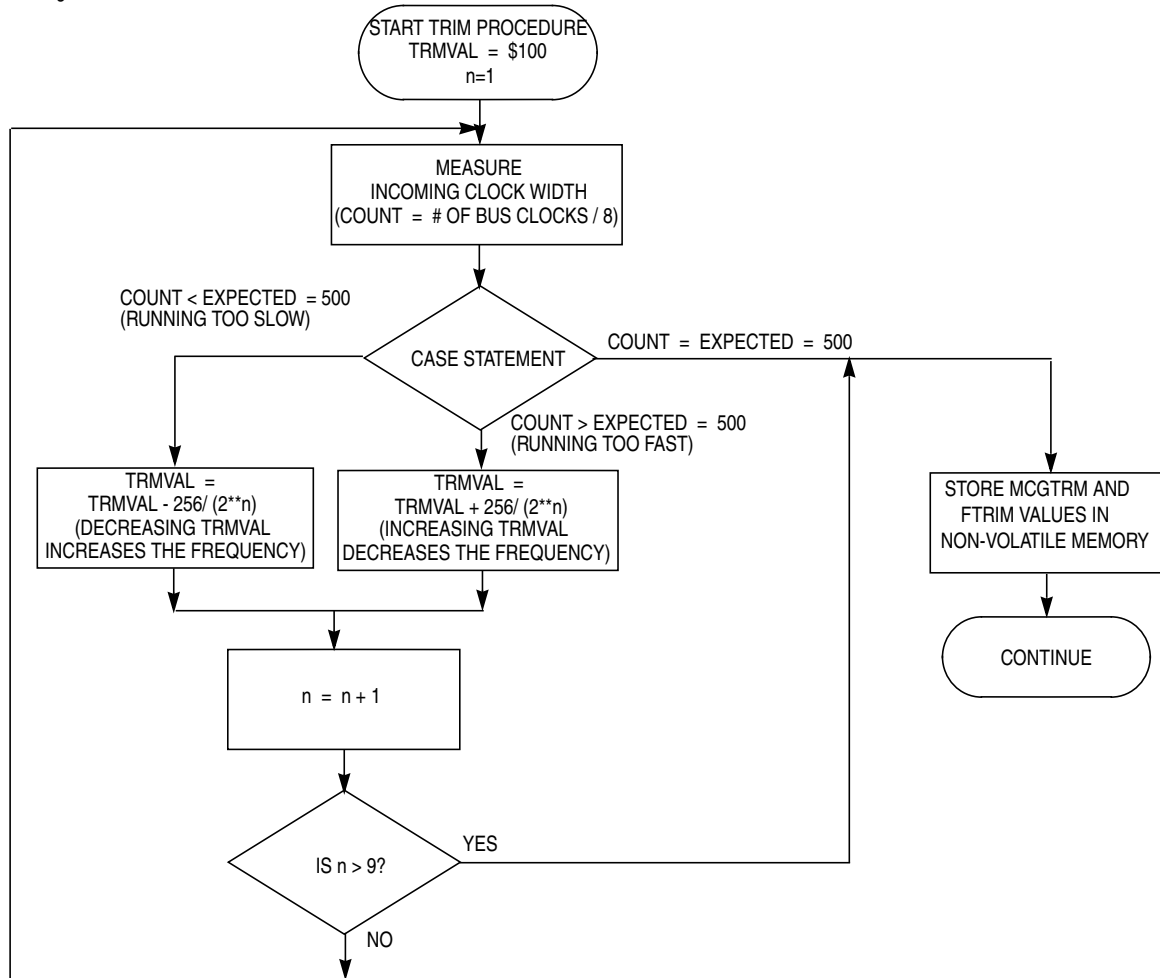 START TRIM PROCEDURE
TRMVAL = $100
n=1
MEASURE
INCOMING CLOCK WIDTH
(COUNT = # OF BUS CLOCKS / 8)
COUNT < EXPECTED = 500
(RUNNING TOO SLOW)
CASE STATEMENT
COUNT = EXPECTED = 500
COUNT > EXPECTED = 500
(RUNNING TOO FAST)
TRMVAL =
TRMVAL - 256/ (2**n)
(DECREASING TRMVAL
INCREASES THE FREQUENCY)
TRMVAL =
TRMVAL + 256/ (2**n)
(INCREASING TRMVAL
DECREASES THE FREQUENCY)
STORE MCGTRM AND
FTRIM VALUES IN
NON-VOLATILE MEMORY
CONTINUE
n = n + 1
IS n > 9?
YES
NO